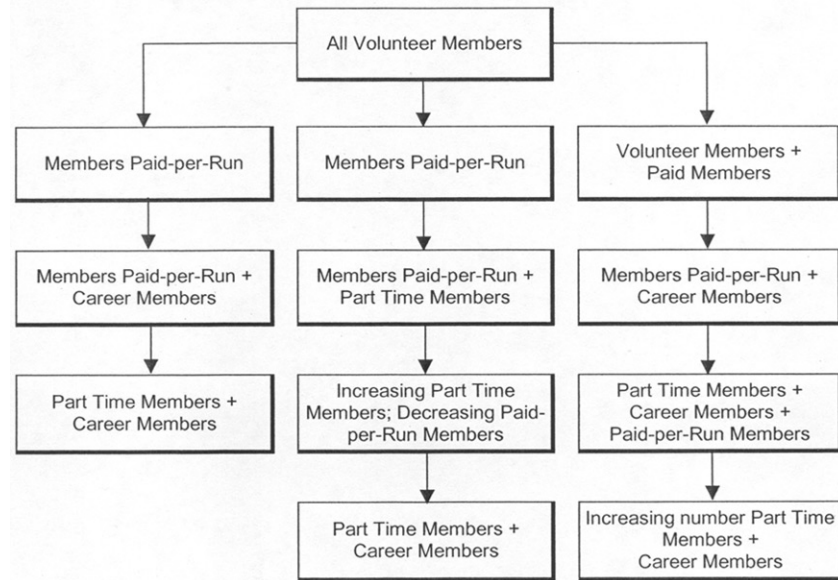 All Volunteer Members
Members Paid-per-Run
Members Paid-per-Run
Volunteer Members +
Paid Members
Members Paid-per-Run +
Career Members
Members Paid-per-Run +
Part Time Members
Members Paid-per-Run +
Career Members
Part Time Members +
Career Members
Increasing Part Time
Members; Decreasing Paid-
per-Run Members
Part Time Members +
Career Members +
Paid-per-Run Members
Part Time Members +
Career Members
Increasing number Part Time
Members +
Career Members